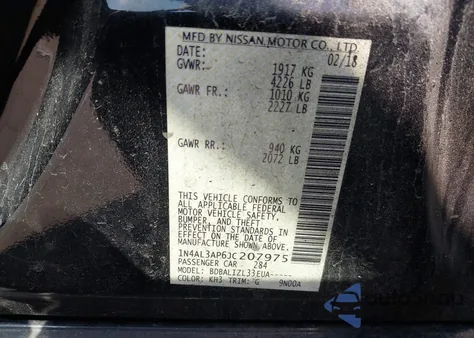 MFD BY NISSAN MOTOR CO., LTD.
DATE: 02/18
GVWR: 1917 KG
4226 LB
GAWR FR.: 1010 KG
2227 LB
GAWR RR.: 940 KG
2072 LB
THIS VEHICLE CONFORMS TO
ALL APPLICABLE FEDERAL
MOTOR VEHICLE SAFETY,
BUMPER, AND THEFT
PREVENTION STANDARDS IN
EFFECT ON THE DATE OF
MANUFACTURE SHOWN ABOVE.
1N4AL3AP6JC207975
PASSENGER CAR 284
MODEL: BDBALIZL33EUA-----
COLOR: KH3 TRIM: G 9N00A